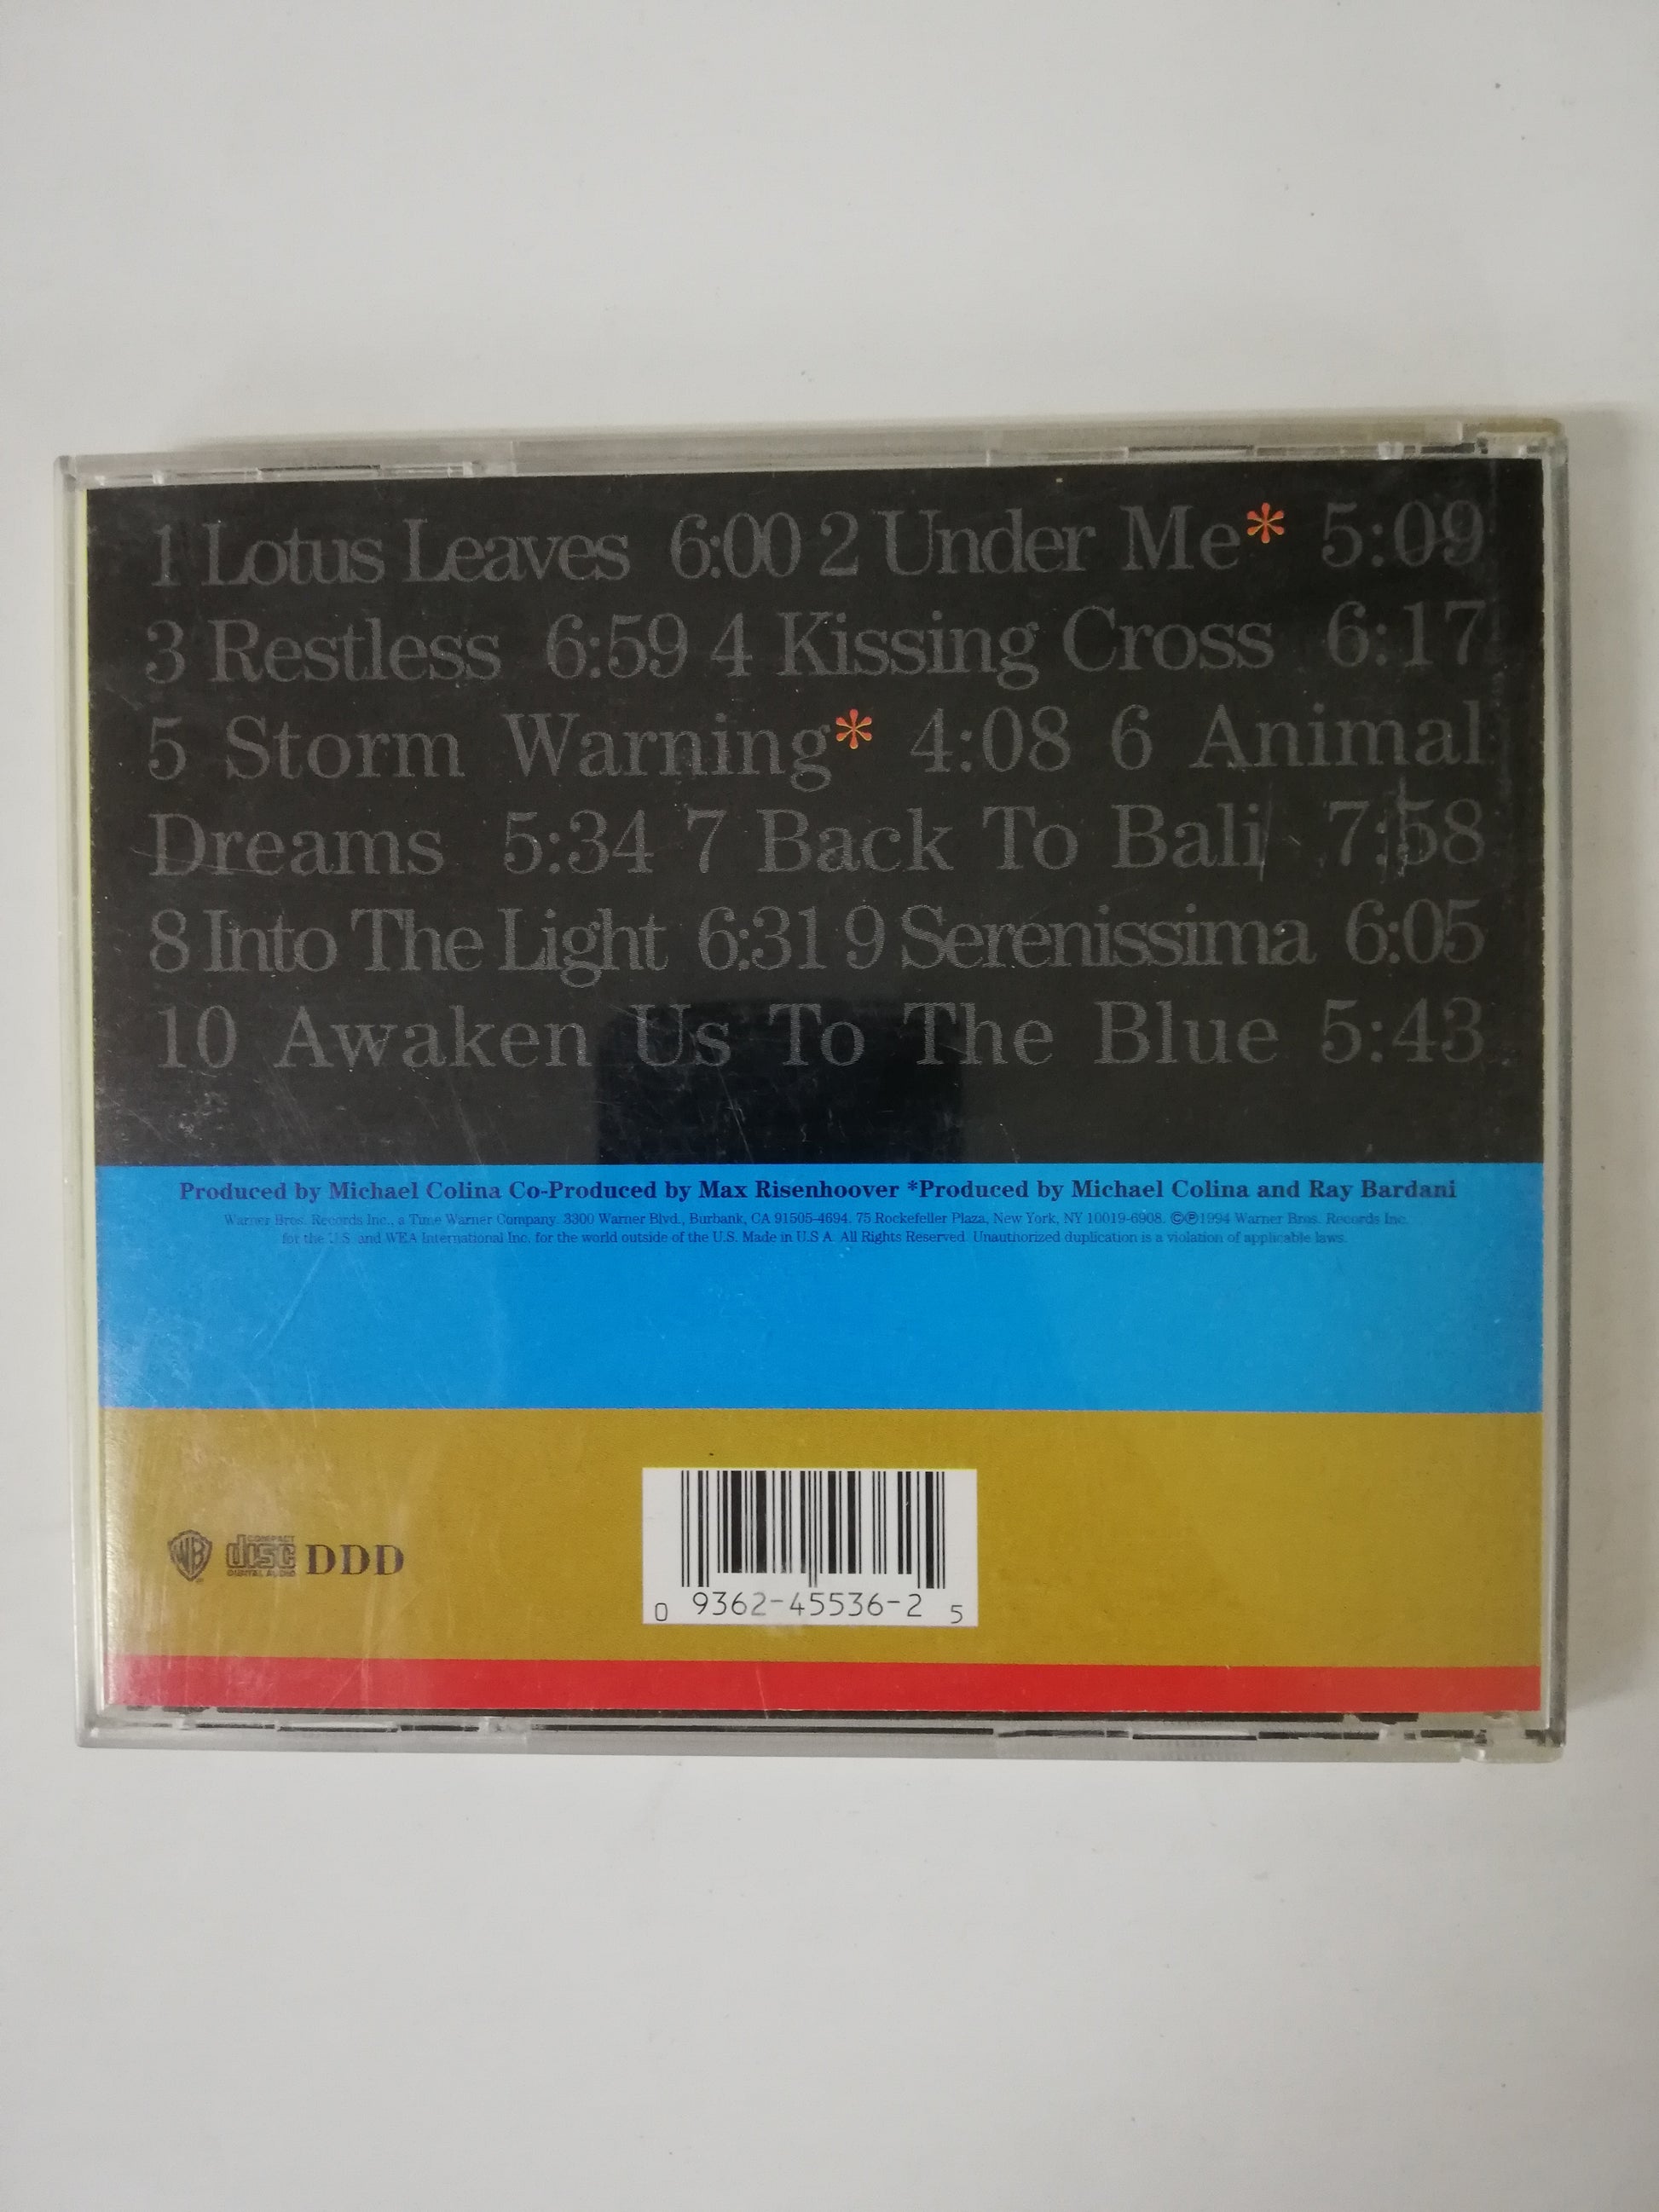 1 Lotus Leaves 6:00 2 Under Me* 5:09
3 Restless 6:59 4 Kissing Cross 6:17
5 Storm Warning* 4:08 6 Animal
Dreams 5:34 7 Back To Bali 7:58
8 Into The Light 6:31 9 Serenissima 6:05
10 Awaken Us To The Blue 5:43
Produced by Michael Colina Co-Produced by Max Risenhoover *Produced by Michael Colina and Ray Bardani
Warner Bros. Records Inc., a Time Warner Company. 3300 Warner Blvd., Burbank, CA 91505-4694. 75 Rockefeller Plaza, New York, NY 10019-6908. ©℗1994 Warner Bros. Records Inc.
for the U.S. and WEA International Inc. for the world outside of the U.S. Made in U.S.A. All Rights Reserved. Unauthorized duplication is a violation of applicable laws.
WB COMPACT disc DIGITAL AUDIO DDD
0 9362-45536-2 5